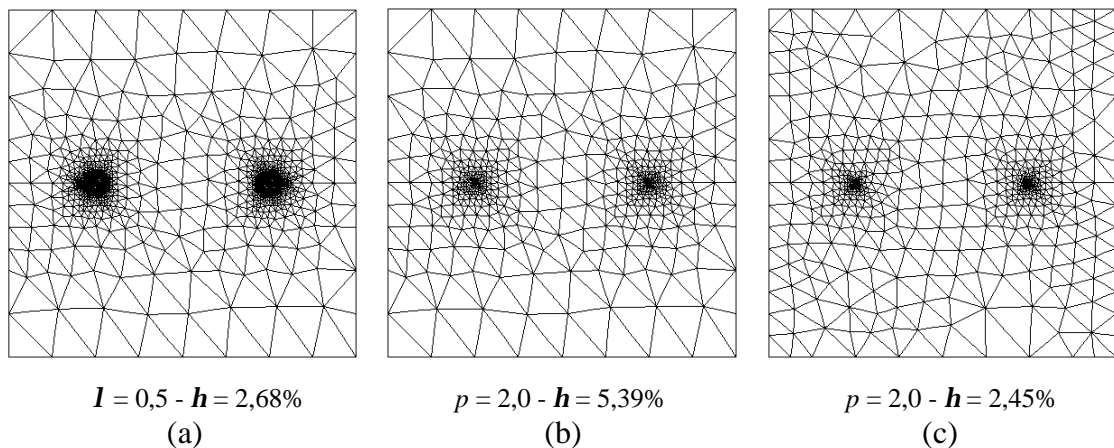 l = 0,5 - h = 2,68%
(a)
p = 2,0 - h = 5,39%
(b)
p = 2,0 - h = 2,45%
(c)